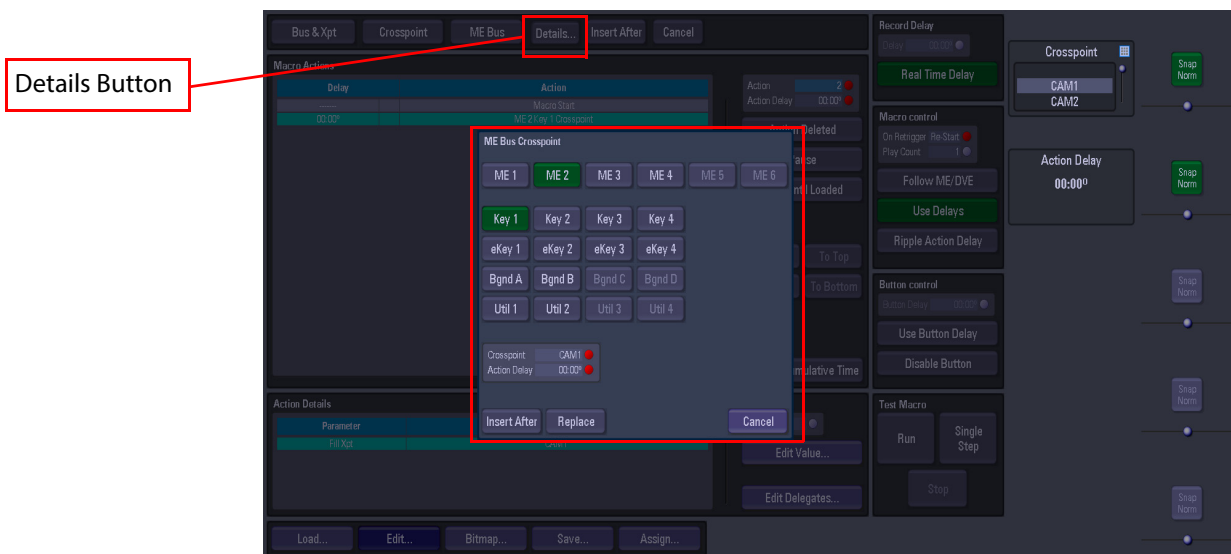 Details Button
Bus & Xpt Crosspoint ME Bus Details... Insert After Cancel
Macro Actions
Delay Action
Macro Start
00:00⁰ ME 2 Key 1 Crosspoint
Action 2
Action Delay 00:00⁰
Deleted
Loaded
To Top
To Bottom
Time
ME Bus Crosspoint
ME 1 ME 2 ME 3 ME 4 ME 5 ME 6
Key 1 Key 2 Key 3 Key 4
eKey 1 eKey 2 eKey 3 eKey 4
Bgnd A Bgnd B Bgnd C Bgnd D
Util 1 Util 2 Util 3 Util 4
Crosspoint CAM1
Action Delay 00:00⁰
Insert After Replace Cancel
Action Details
Parameter
Fill Xpt CAM1
Edit Value...
Edit Delegates...
Load... Edit... Bitmap... Save... Assign...
Record Delay
Delay 00:00⁰
Real Time Delay
Macro control
On Retrigger Re-Start
Play Count 1
Follow ME/DVE
Use Delays
Ripple Action Delay
Button control
Button Delay 00:00⁰
Use Button Delay
Disable Button
Test Macro
Run Single Step
Stop
Crosspoint
CAM1
CAM2
Action Delay
00:00⁰
Snap
Norm
Snap
Norm
Snap
Norm
Snap
Norm
Snap
Norm